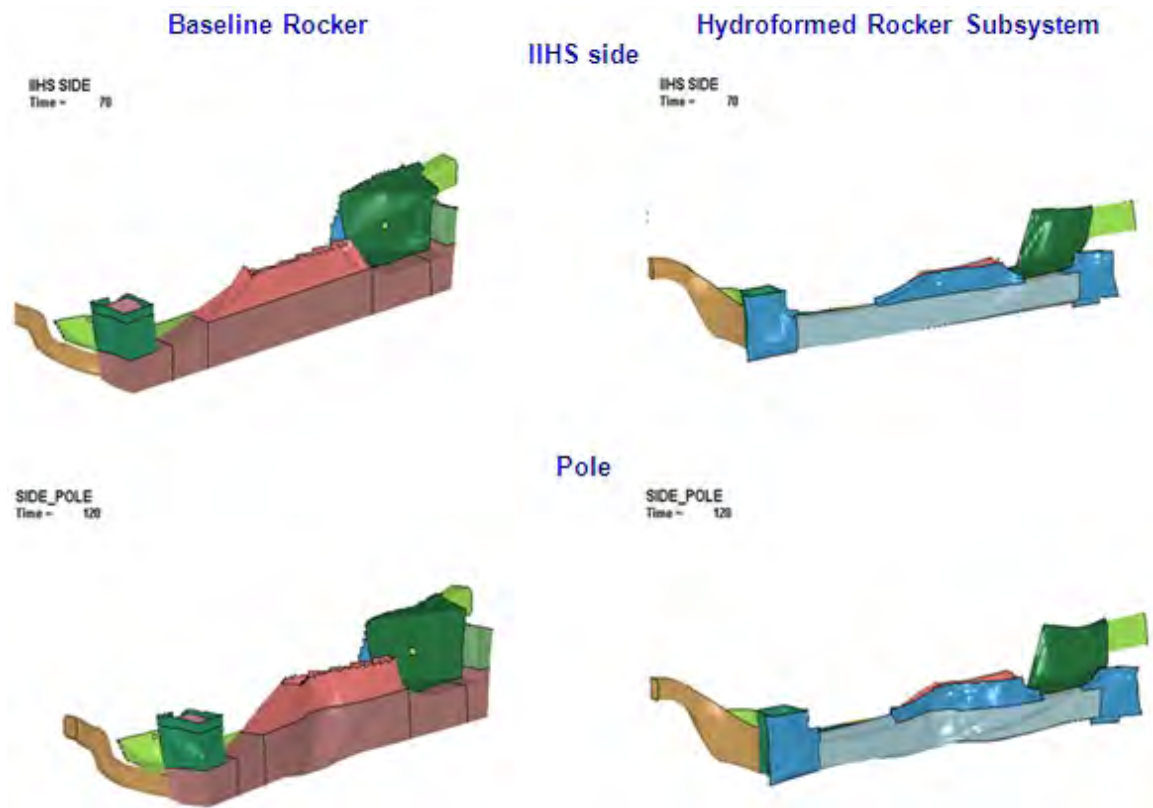 Baseline Rocker
Hydroformed Rocker Subsystem
IIHS side
IIHS SIDE
Time = 70
IIHS SIDE
Time = 70
Pole
SIDE_POLE
Time = 120
SIDE_POLE
Time = 120